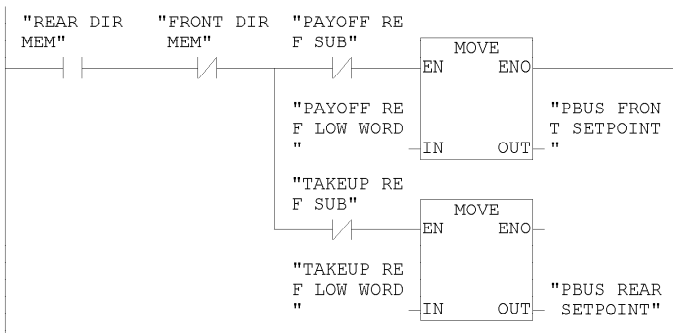 "REAR DIR MEM"
"FRONT DIR MEM"
"PAYOFF RE
F SUB"
MOVE
EN ENO
"PAYOFF RE
F LOW WORD
"
IN OUT
"PBUS FRON
T SETPOINT
"
"TAKEUP RE
F SUB"
MOVE
EN ENO
"TAKEUP RE
F LOW WORD
"
IN OUT
"PBUS REAR
SETPOINT"